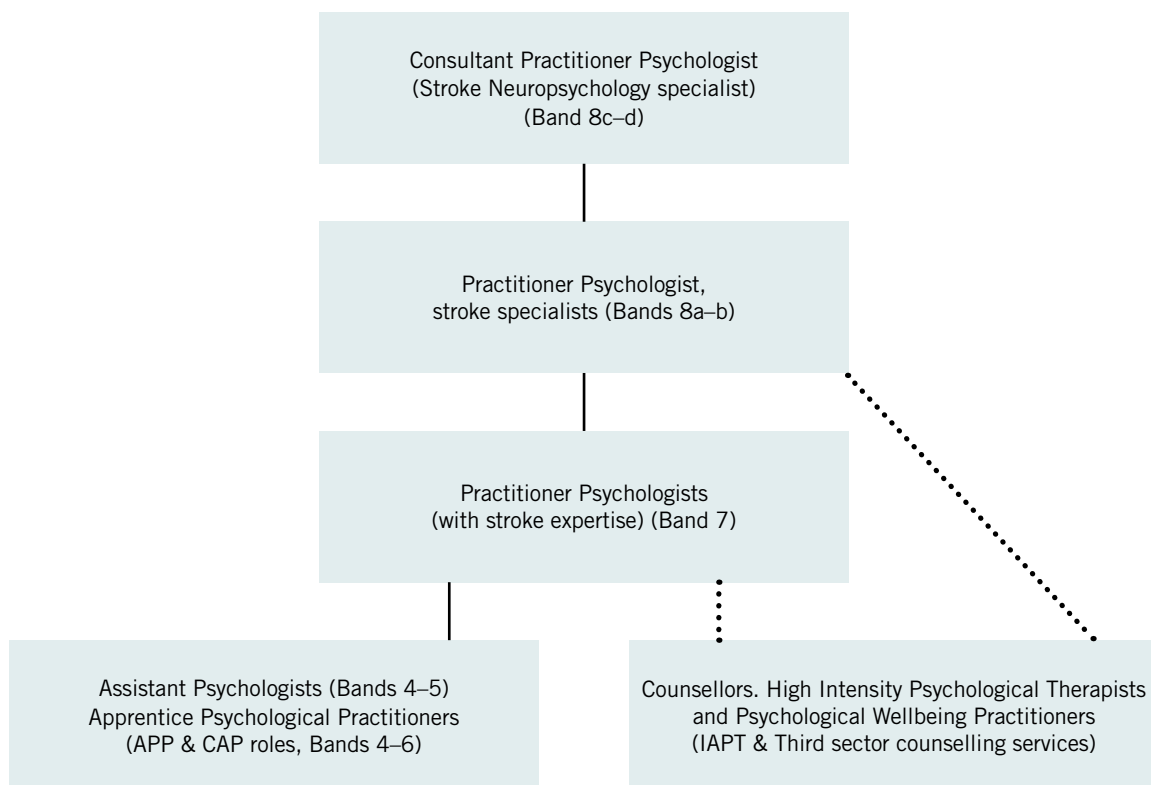 Consultant Practitioner Psychologist
(Stroke Neuropsychology specialist)
(Band 8c–d)
Practitioner Psychologist,
stroke specialists (Bands 8a–b)
Practitioner Psychologists
(with stroke expertise) (Band 7)
Assistant Psychologists (Bands 4–5)
Apprentice Psychological Practitioners
(APP & CAP roles, Bands 4–6)
Counsellors. High Intensity Psychological Therapists
and Psychological Wellbeing Practitioners
(IAPT & Third sector counselling services)